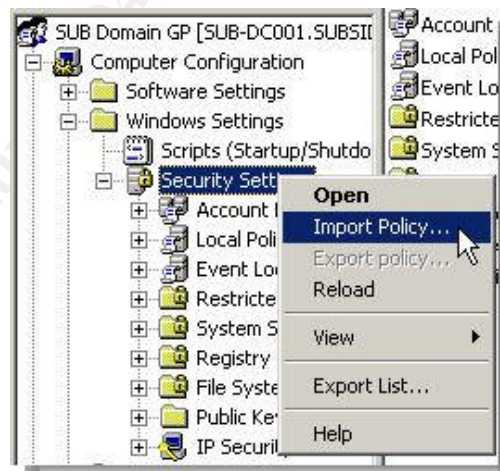 SUB Domain GP [SUB-DC001.SUBSI
Computer Configuration
Software Settings
Windows Settings
Scripts (Startup/Shutdo
Security Sett
Account
Local Poli
Event Lo
Restricte
System S
Registry
File Syste
Public Ke
IP Securi
Account
Local Pol
Event Lo
Restricte
System S
Open
Import Policy...
Export policy...
Reload
View
Export List...
Help